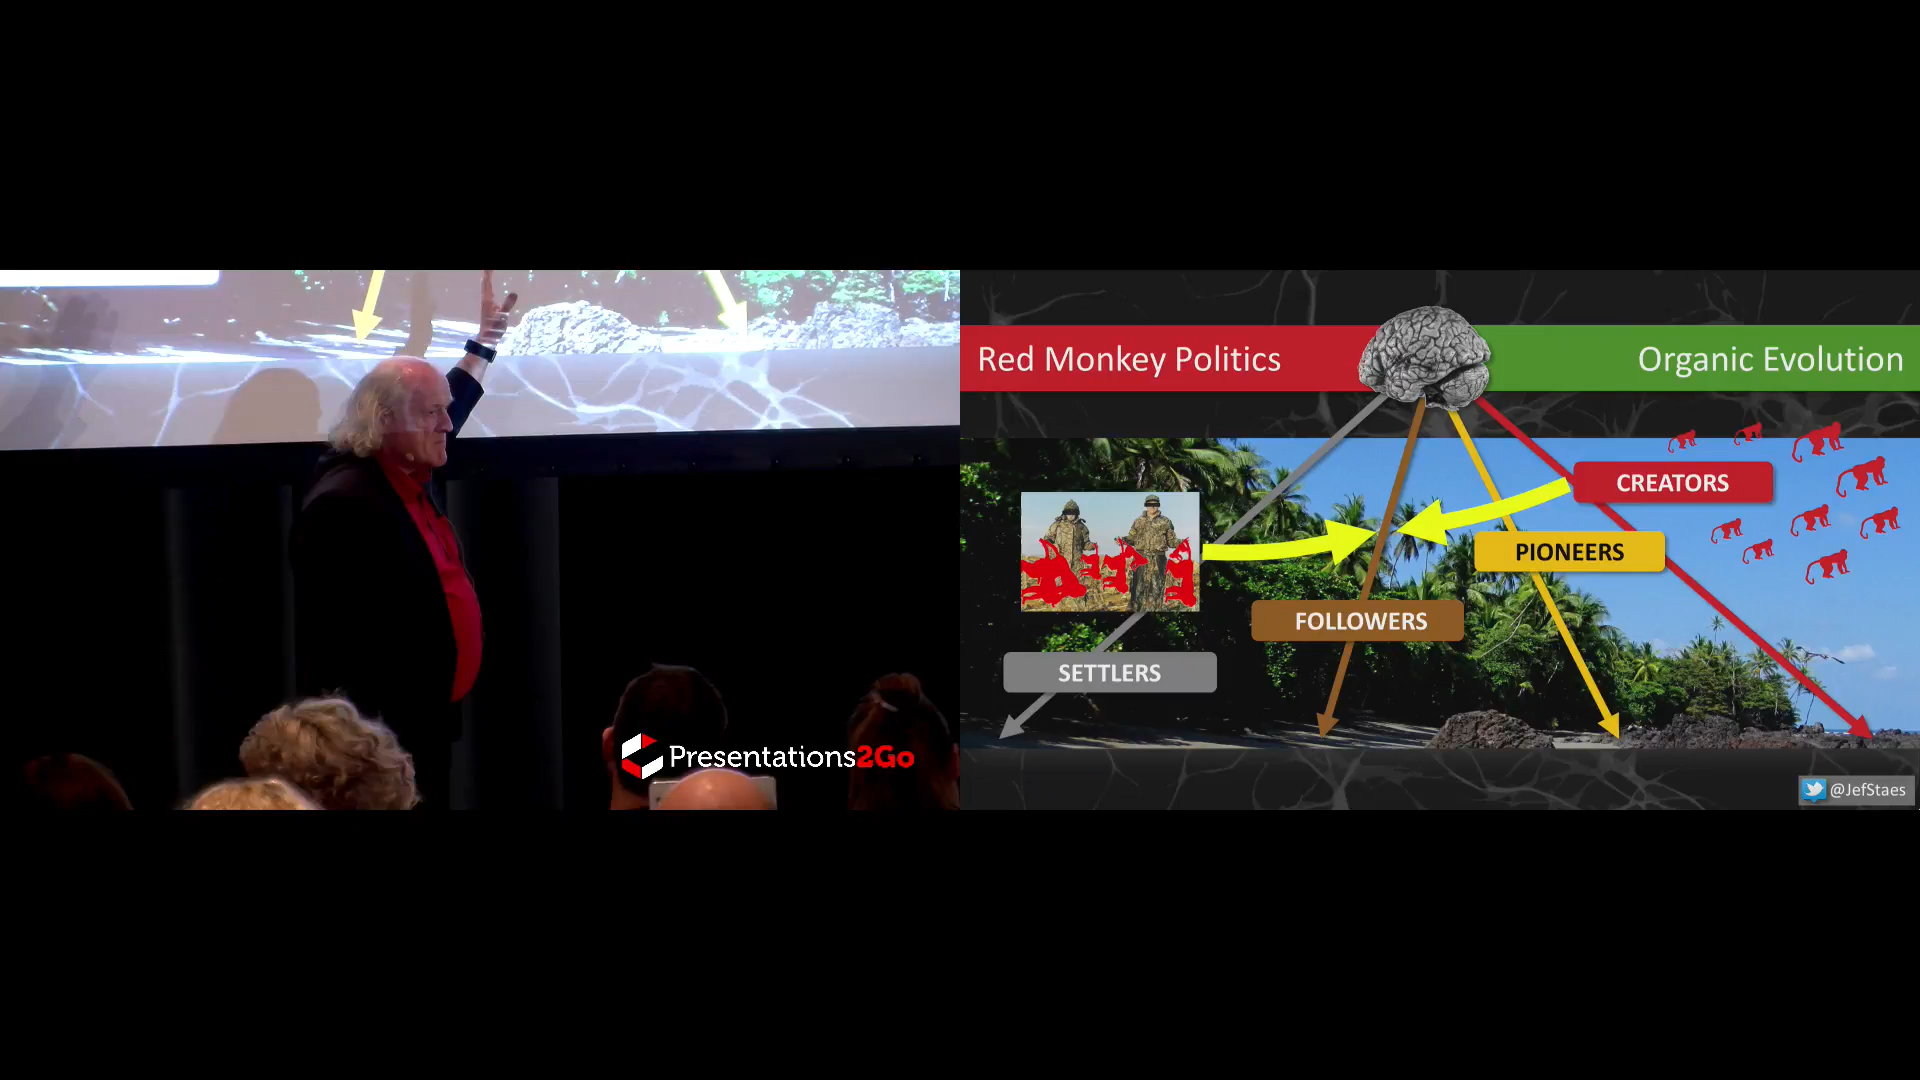 Presentations2Go
Red Monkey Politics
Organic Evolution
CREATORS
PIONEERS
FOLLOWERS
SETTLERS
@JefStaes